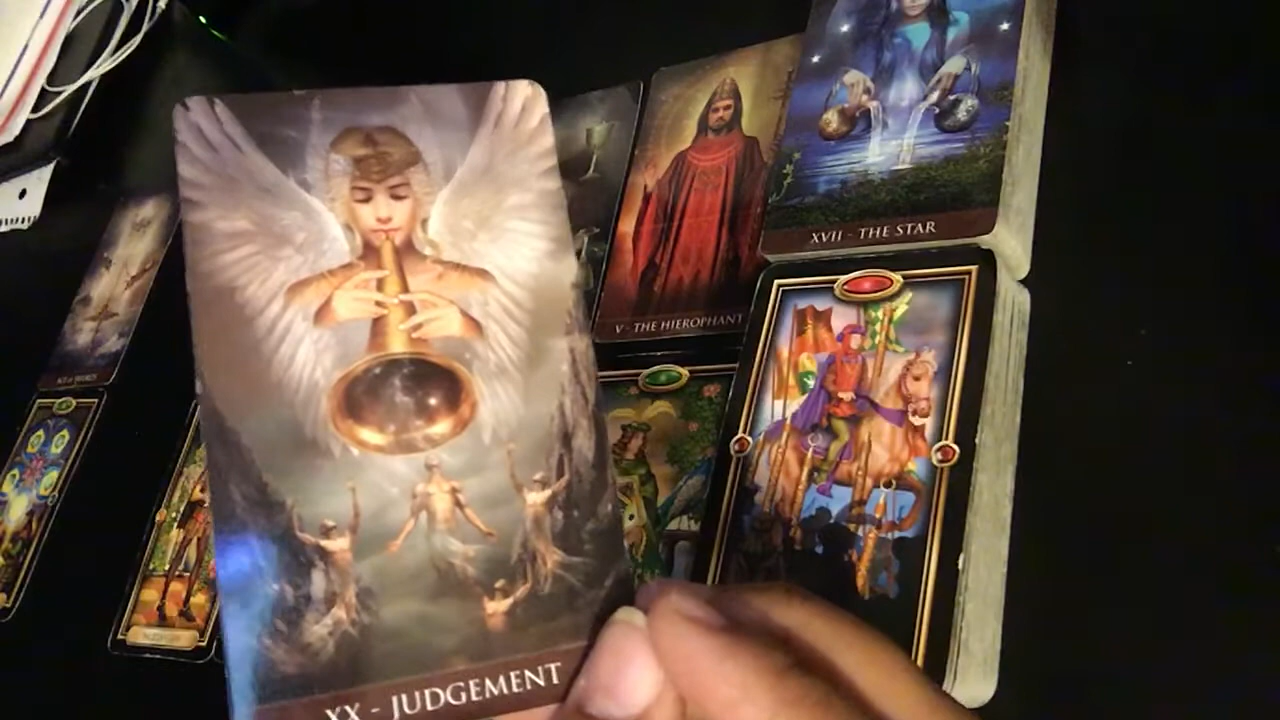 XVII - THE STAR
V - THE HIEROPHANT
XX - JUDGEMENT